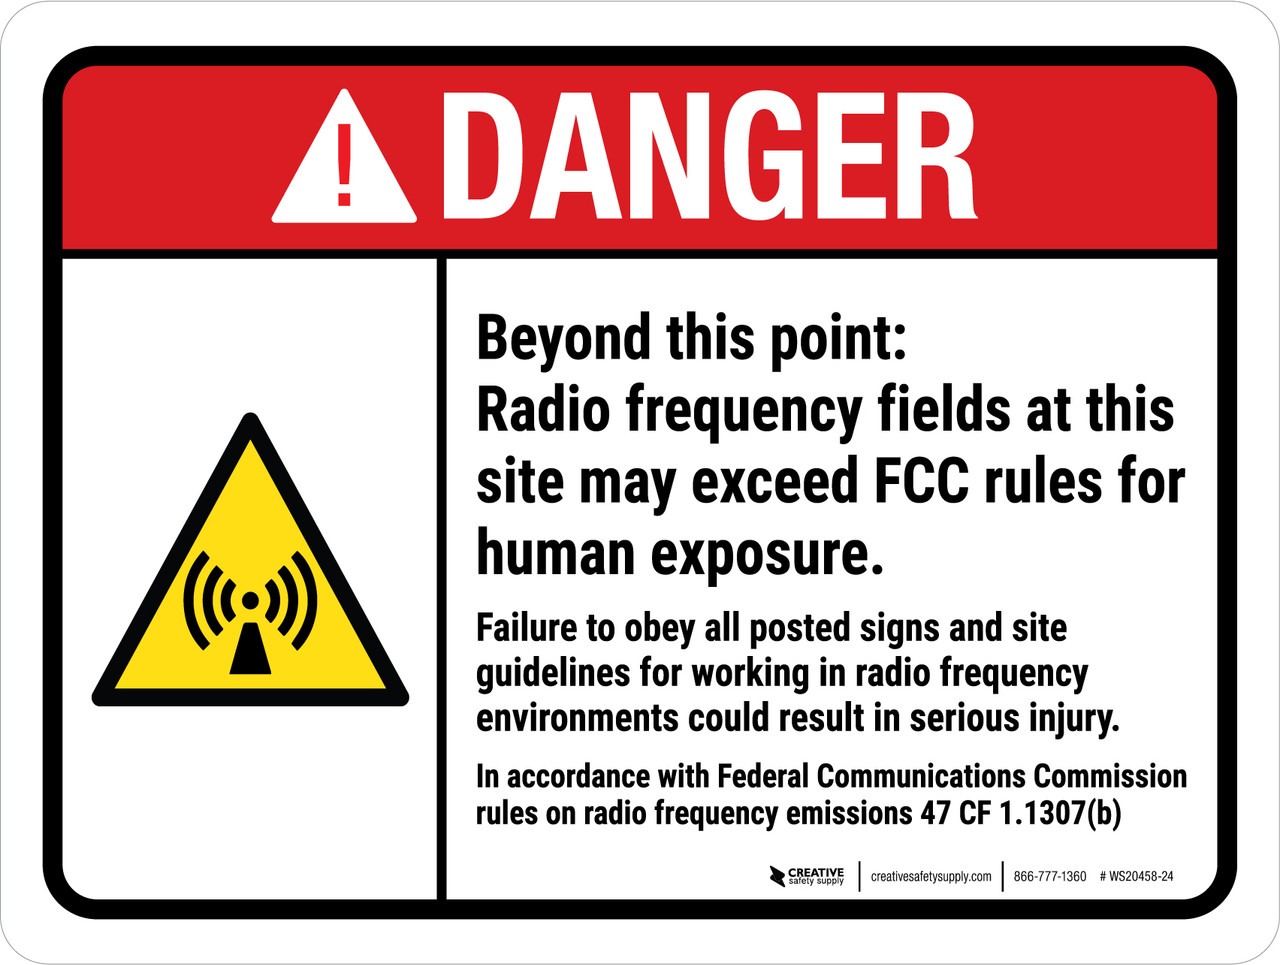 ! DANGER
Beyond this point:
Radio frequency fields at this
site may exceed FCC rules for
human exposure.
Failure to obey all posted signs and site
guidelines for working in radio frequency
environments could result in serious injury.
In accordance with Federal Communications Commission
rules on radio frequency emissions 47 CF 1.1307(b)
CREATIVE
safety supply
creativesafetysupply.com
866-777-1360
# WS20458-24